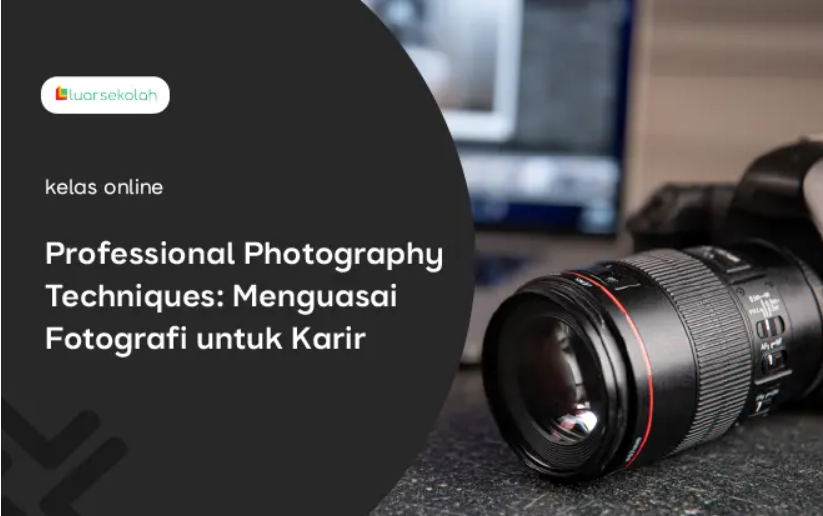 luarsekolah
kelas online
Professional Photography
Techniques: Menguasai
Fotografi untuk Karir